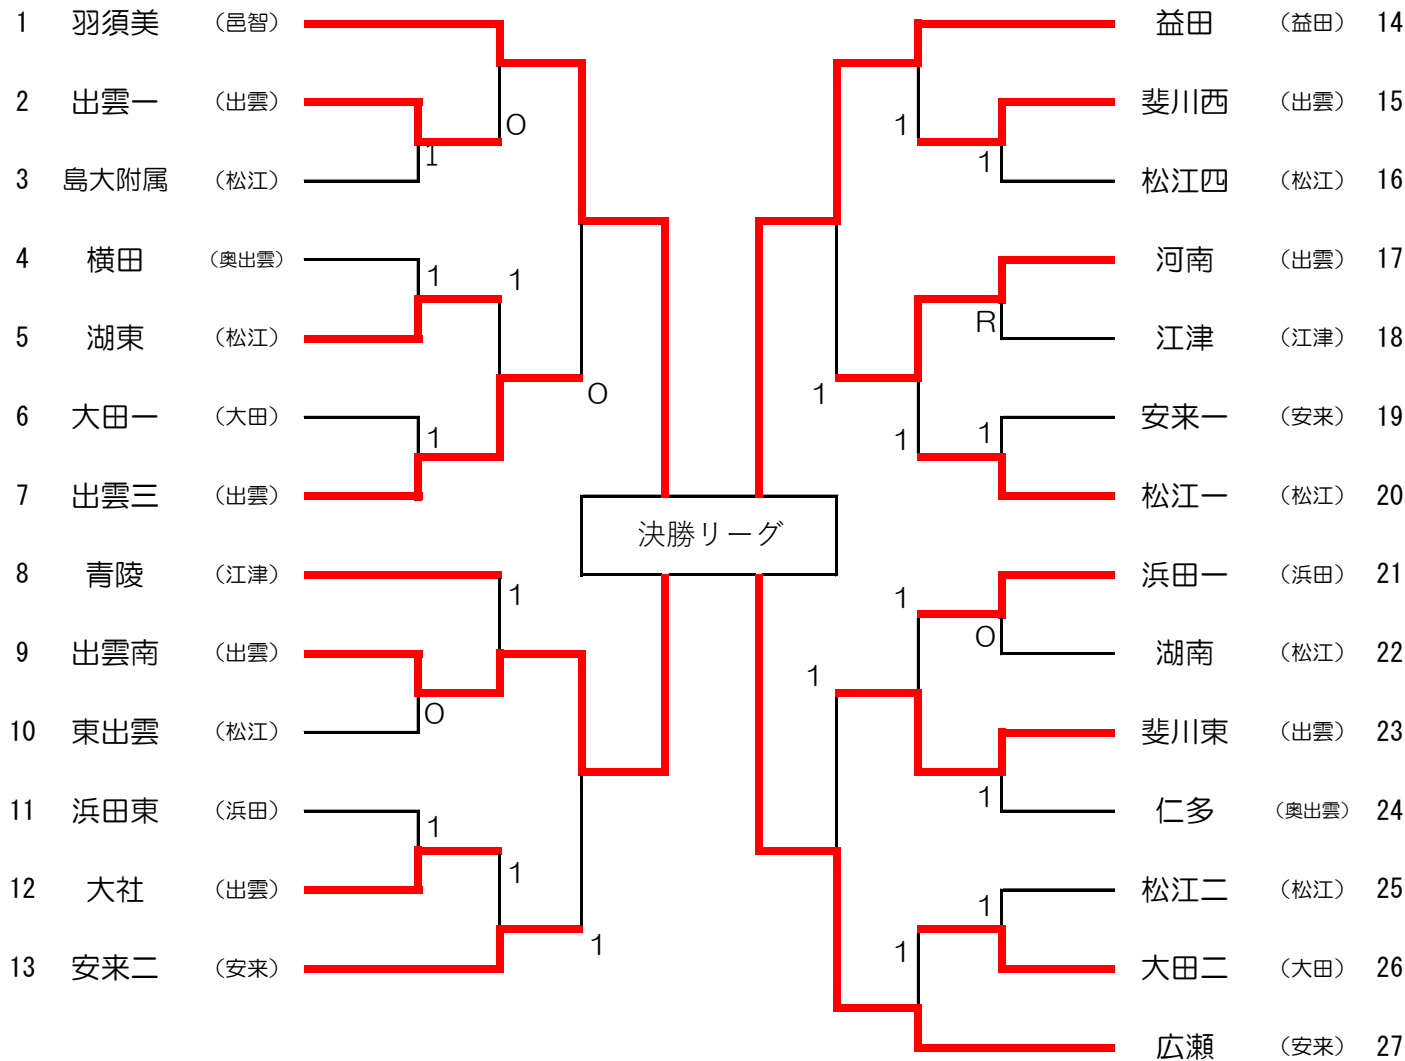 1 羽須美 （邑智）
2 出雲一 （出雲）
0
1
3 島大附属 （松江）
4 横田 （奥出雲）
1 1
5 湖東 （松江）
0
6 大田一 （大田）
1
7 出雲三 （出雲）
8 青陵 （江津）
1
9 出雲南 （出雲）
0
10 東出雲 （松江）
11 浜田東 （浜田）
1
1
12 大社 （出雲）
1
13 安来二 （安来）
決勝リーグ
益田 （益田） 14
斐川西 （出雲） 15
1
1
松江四 （松江） 16
河南 （出雲） 17
R
江津 （江津） 18
1
安来一 （安来） 19
1 1
松江一 （松江） 20
浜田一 （浜田） 21
1
0
湖南 （松江） 22
1
斐川東 （出雲） 23
1
仁多 （奥出雲） 24
松江二 （松江） 25
1
1
大田二 （大田） 26
広瀬 （安来） 27